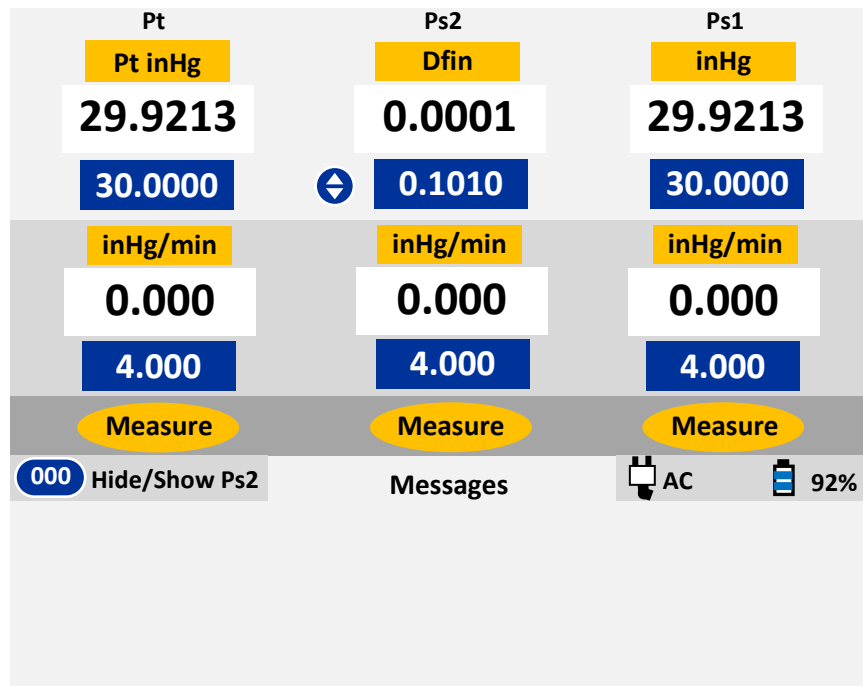 Pt Ps2 Ps1
Pt inHg Dfin inHg
29.9213 0.0001 29.9213
30.0000 0.1010 30.0000
inHg/min inHg/min inHg/min
0.000 0.000 0.000
4.000 4.000 4.000
Measure Measure Measure
000 Hide/Show Ps2 Messages AC 92%